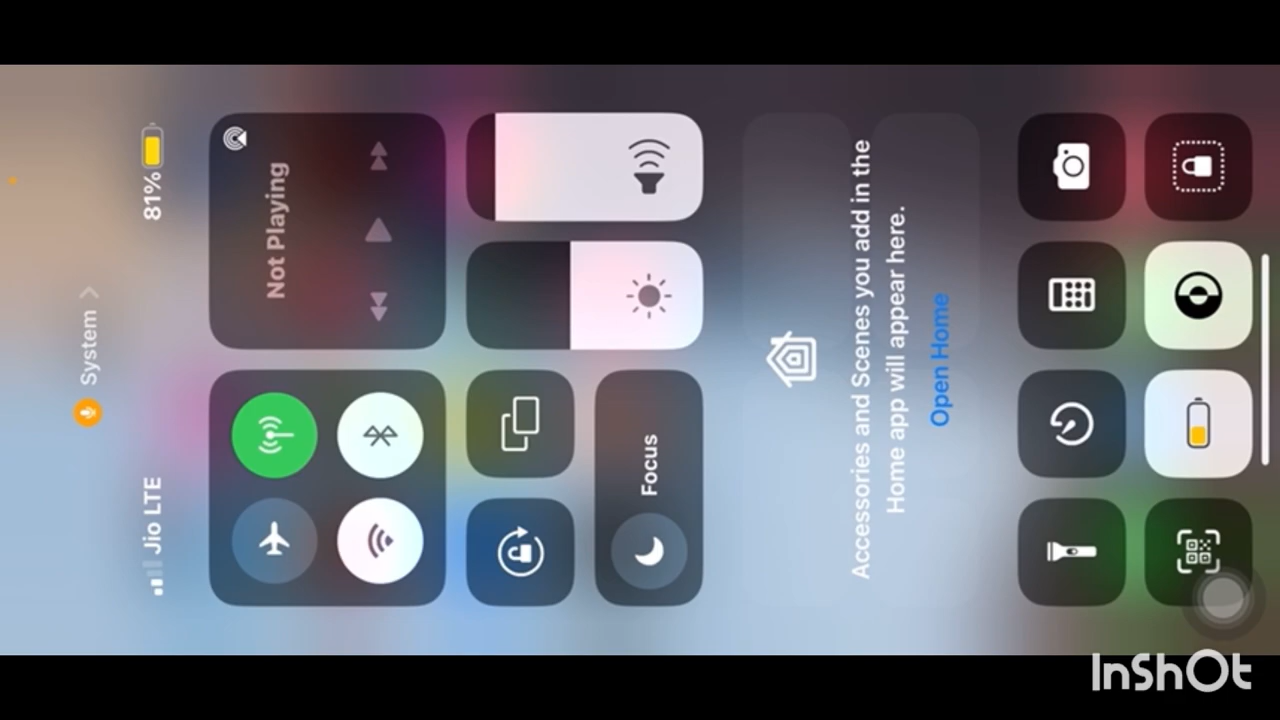 System
Jio LTE
81%
Not Playing
Focus
Accessories and Scenes you add in the
Home app will appear here.
Open Home
InShOt